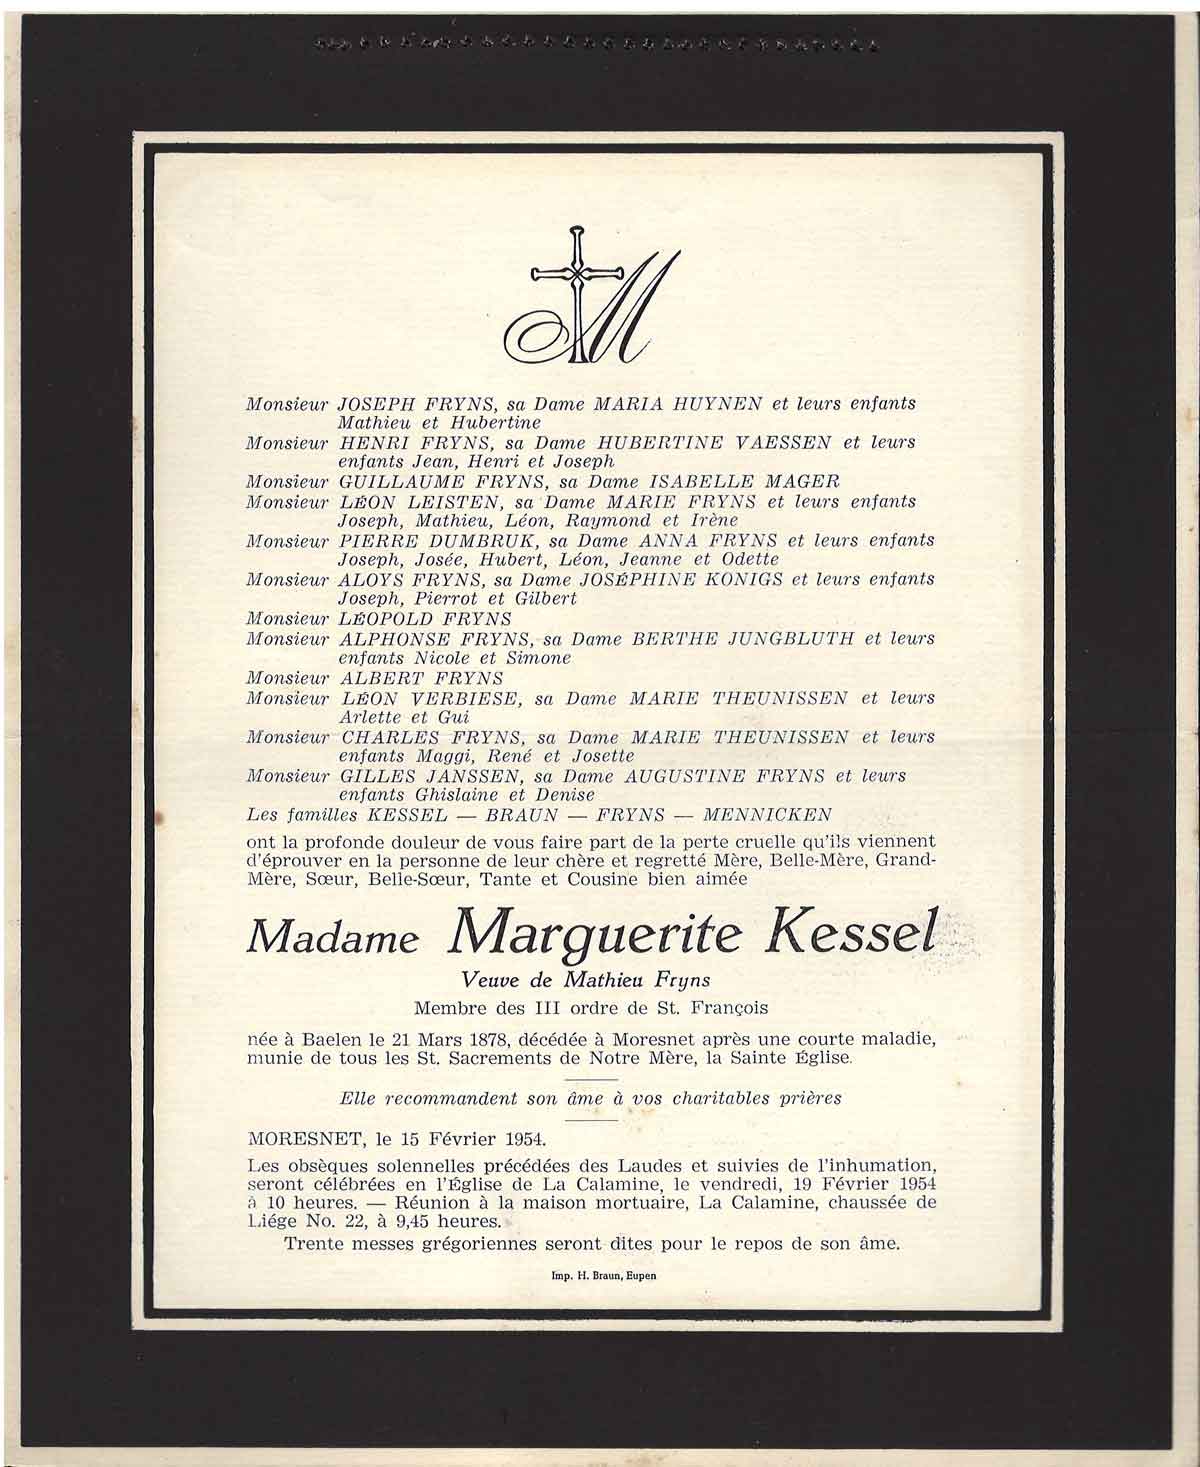 M
Monsieur JOSEPH FRYNS, sa Dame MARIA HUYNEN et leurs enfants
Mathieu et Hubertine
Monsieur HENRI FRYNS, sa Dame HUBERTINE VAESSEN et leurs
enfants Jean, Henri et Joseph
Monsieur GUILLAUME FRYNS, sa Dame ISABELLE MAGER
Monsieur LÉON LEISTEN, sa Dame MARIE FRYNS et leurs enfants
Joseph, Mathieu, Léon, Raymond et Irène
Monsieur PIERRE DUMBRUK, sa Dame ANNA FRYNS et leurs enfants
Joseph, Josée, Hubert, Léon, Jeanne et Odette
Monsieur ALOYS FRYNS, sa Dame JOSÉPHINE KONIGS et leurs enfants
Joseph, Pierrot et Gilbert
Monsieur LÉOPOLD FRYNS
Monsieur ALPHONSE FRYNS, sa Dame BERTHE JUNGBLUTH et leurs
enfants Nicole et Simone
Monsieur ALBERT FRYNS
Monsieur LÉON VERBIESE, sa Dame MARIE THEUNISSEN et leurs
Arlette et Gui
Monsieur CHARLES FRYNS, sa Dame MARIE THEUNISSEN et leurs
enfants Maggi, René et Josette
Monsieur GILLES JANSSEN, sa Dame AUGUSTINE FRYNS et leurs
enfants Ghislaine et Denise
Les familles KESSEL — BRAUN — FRYNS — MENNICKEN
ont la profonde douleur de vous faire part de la perte cruelle qu'ils viennent
d'éprouver en la personne de leur chère et regretté Mère, Belle-Mère, Grand-
Mère, Sœur, Belle-Sœur, Tante et Cousine bien aimée
Madame Marguerite Kessel
Veuve de Mathieu Fryns
Membre des III ordre de St. François
née à Baelen le 21 Mars 1878, décédée à Moresnet après une courte maladie,
munie de tous les St. Sacrements de Notre Mère, la Sainte Église.
Elle recommandent son âme à vos charitables prières
MORESNET, le 15 Février 1954.
Les obsèques solennelles précédées des Laudes et suivies de l'inhumation,
seront célébrées en l'Église de La Calamine, le vendredi, 19 Février 1954
à 10 heures. — Réunion à la maison mortuaire, La Calamine, chaussée de
Liége No. 22, à 9,45 heures.
Trente messes grégoriennes seront dites pour le repos de son âme.
Imp. H. Braun, Eupen